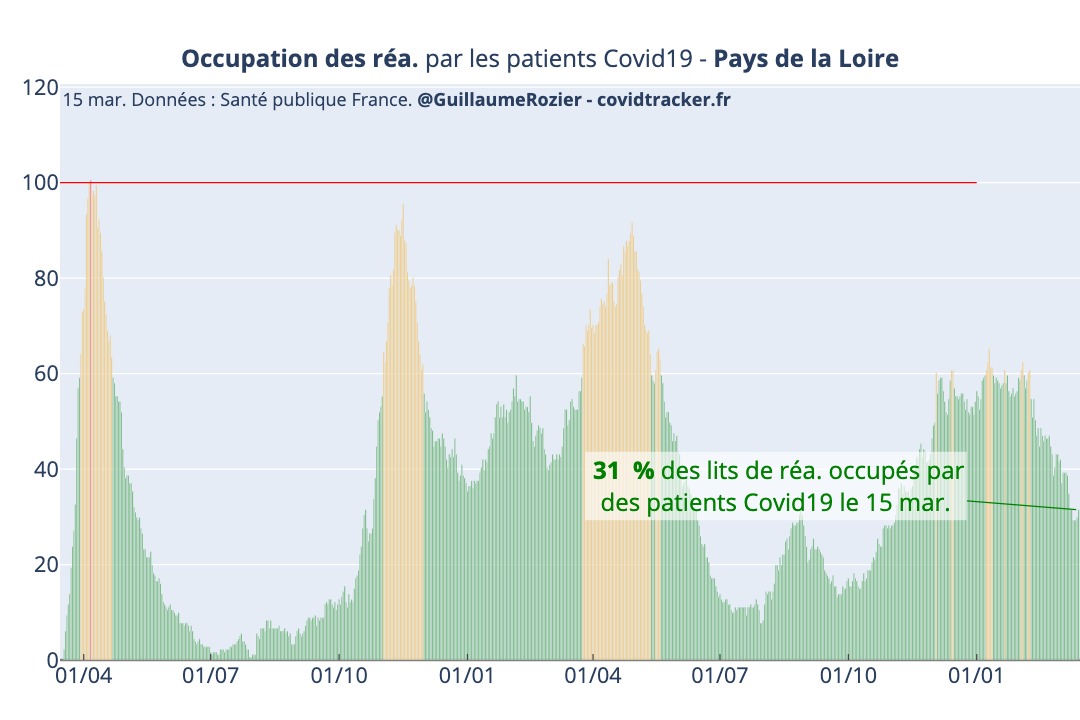 Occupation des réa. par les patients Covid19 - Pays de la Loire
120
15 mar. Données : Santé publique France. @GuillaumeRozier - covidtracker.fr
100
80
60
40
31 % des lits de réa. occupés par
des patients Covid19 le 15 mar.
20
0
01/04 01/07 01/10 01/01 01/04 01/07 01/10 01/01